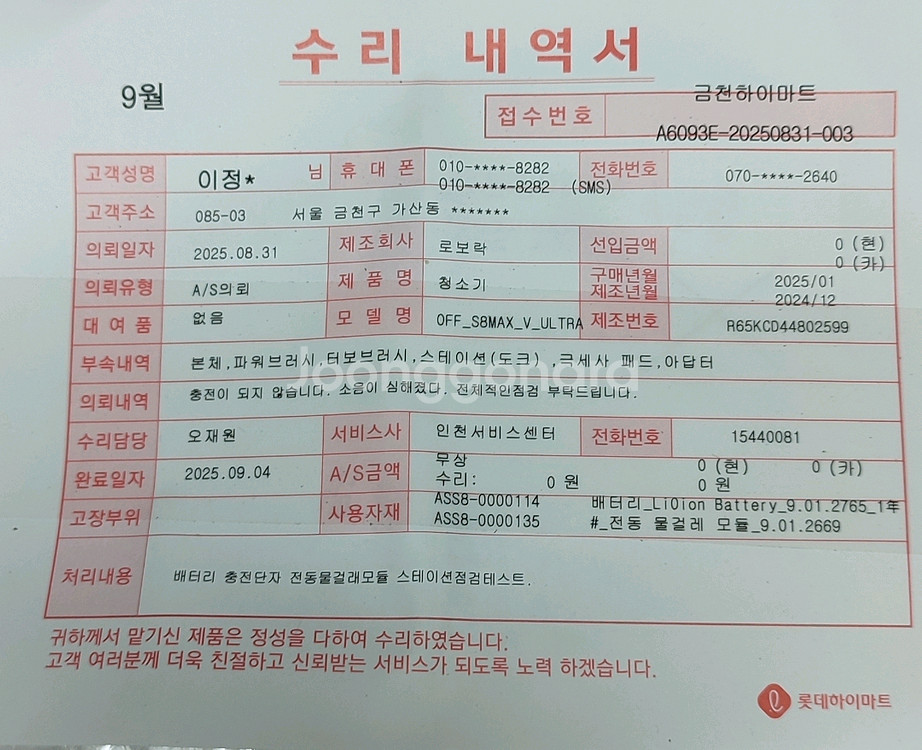 수리 내역서
9월
금천하이마트
접수번호 A6093E-20250831-003
고객성명 이정* 님 휴대폰 010-****-8282 전화번호 070-****-2640
010-****-8282 (SMS)
고객주소 085-03 서울 금천구 가산동 *******
의뢰일자 2025.08.31 제조회사 로보락 선입금액 0 (현)
0 (카)
의뢰유형 A/S의뢰 제품명 청소기 구매년월 2025/01
제조년월 2024/12
대여품 없음 모델명 OFF_S8MAX_V_ULTRA 제조번호 R65KCD44802599
부속내역 본체,파워브러시,터보브러시,스테이션(도크),극세사 패드,아답터
Joonggonara
의뢰내역 충전이 되지 않습니다. 소음이 심해졌다. 전체적인점검 부탁드립니다.
수리담당 오재원 서비스사 인천서비스센터 전화번호 15440081
완료일자 2025.09.04 A/S금액 무상 0 (현) 0 (카)
수리: 0 원 0 원
고장부위 사용자재 ASS8-0000114 배터리_LiOion Battery_9.01.2765_1년
ASS8-0000135 #_전동 물걸레 모듈_9.01.2669
처리내용 배터리 충전단자 전동물걸래모듈 스테이션점검테스트.
귀하께서 맡기신 제품은 정성을 다하여 수리하였습니다.
고객 여러분께 더욱 친절하고 신뢰받는 서비스가 되도록 노력 하겠습니다.
롯데하이마트